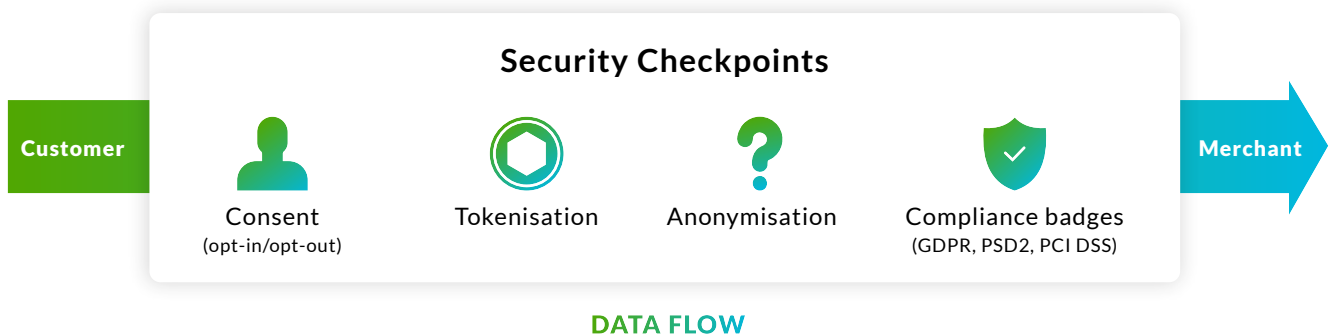 Security Checkpoints
Customer
Merchant
Consent
(opt-in/opt-out)
Tokenisation
Anonymisation
Compliance badges
(GDPR, PSD2, PCI DSS)
DATA FLOW